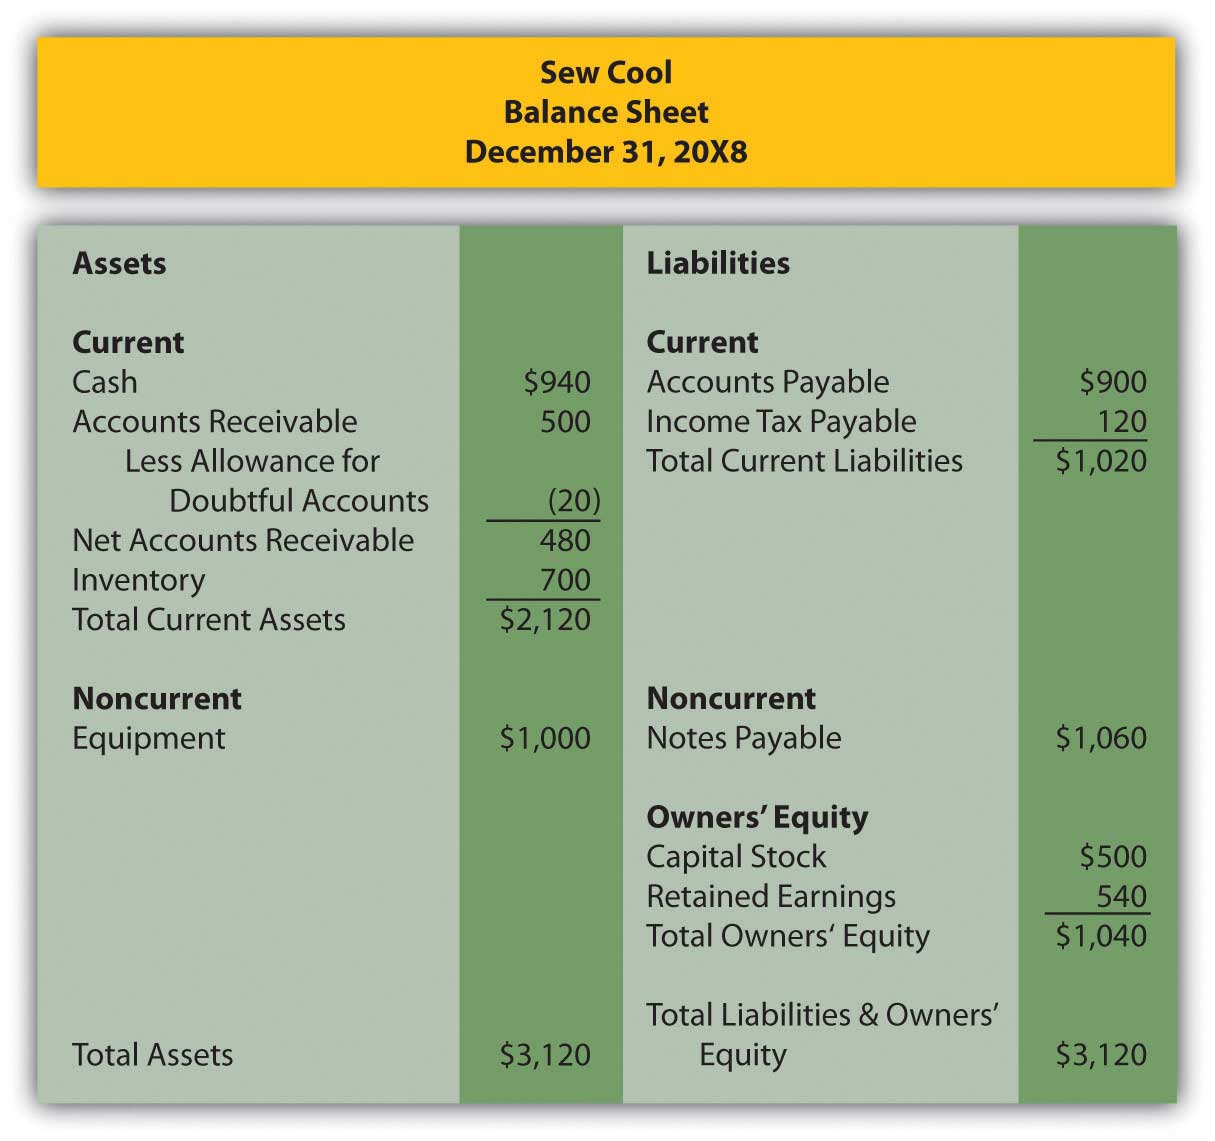 Sew Cool
Balance Sheet
December 31, 20X8
Assets
Current
Cash $940
Accounts Receivable 500
Less Allowance for
Doubtful Accounts (20)
Net Accounts Receivable 480
Inventory 700
Total Current Assets $2,120
Noncurrent
Equipment $1,000
Total Assets $3,120
Liabilities
Current
Accounts Payable $900
Income Tax Payable 120
Total Current Liabilities $1,020
Noncurrent
Notes Payable $1,060
Owners’ Equity
Capital Stock $500
Retained Earnings 540
Total Owners‘ Equity $1,040
Total Liabilities & Owners’
Equity $3,120